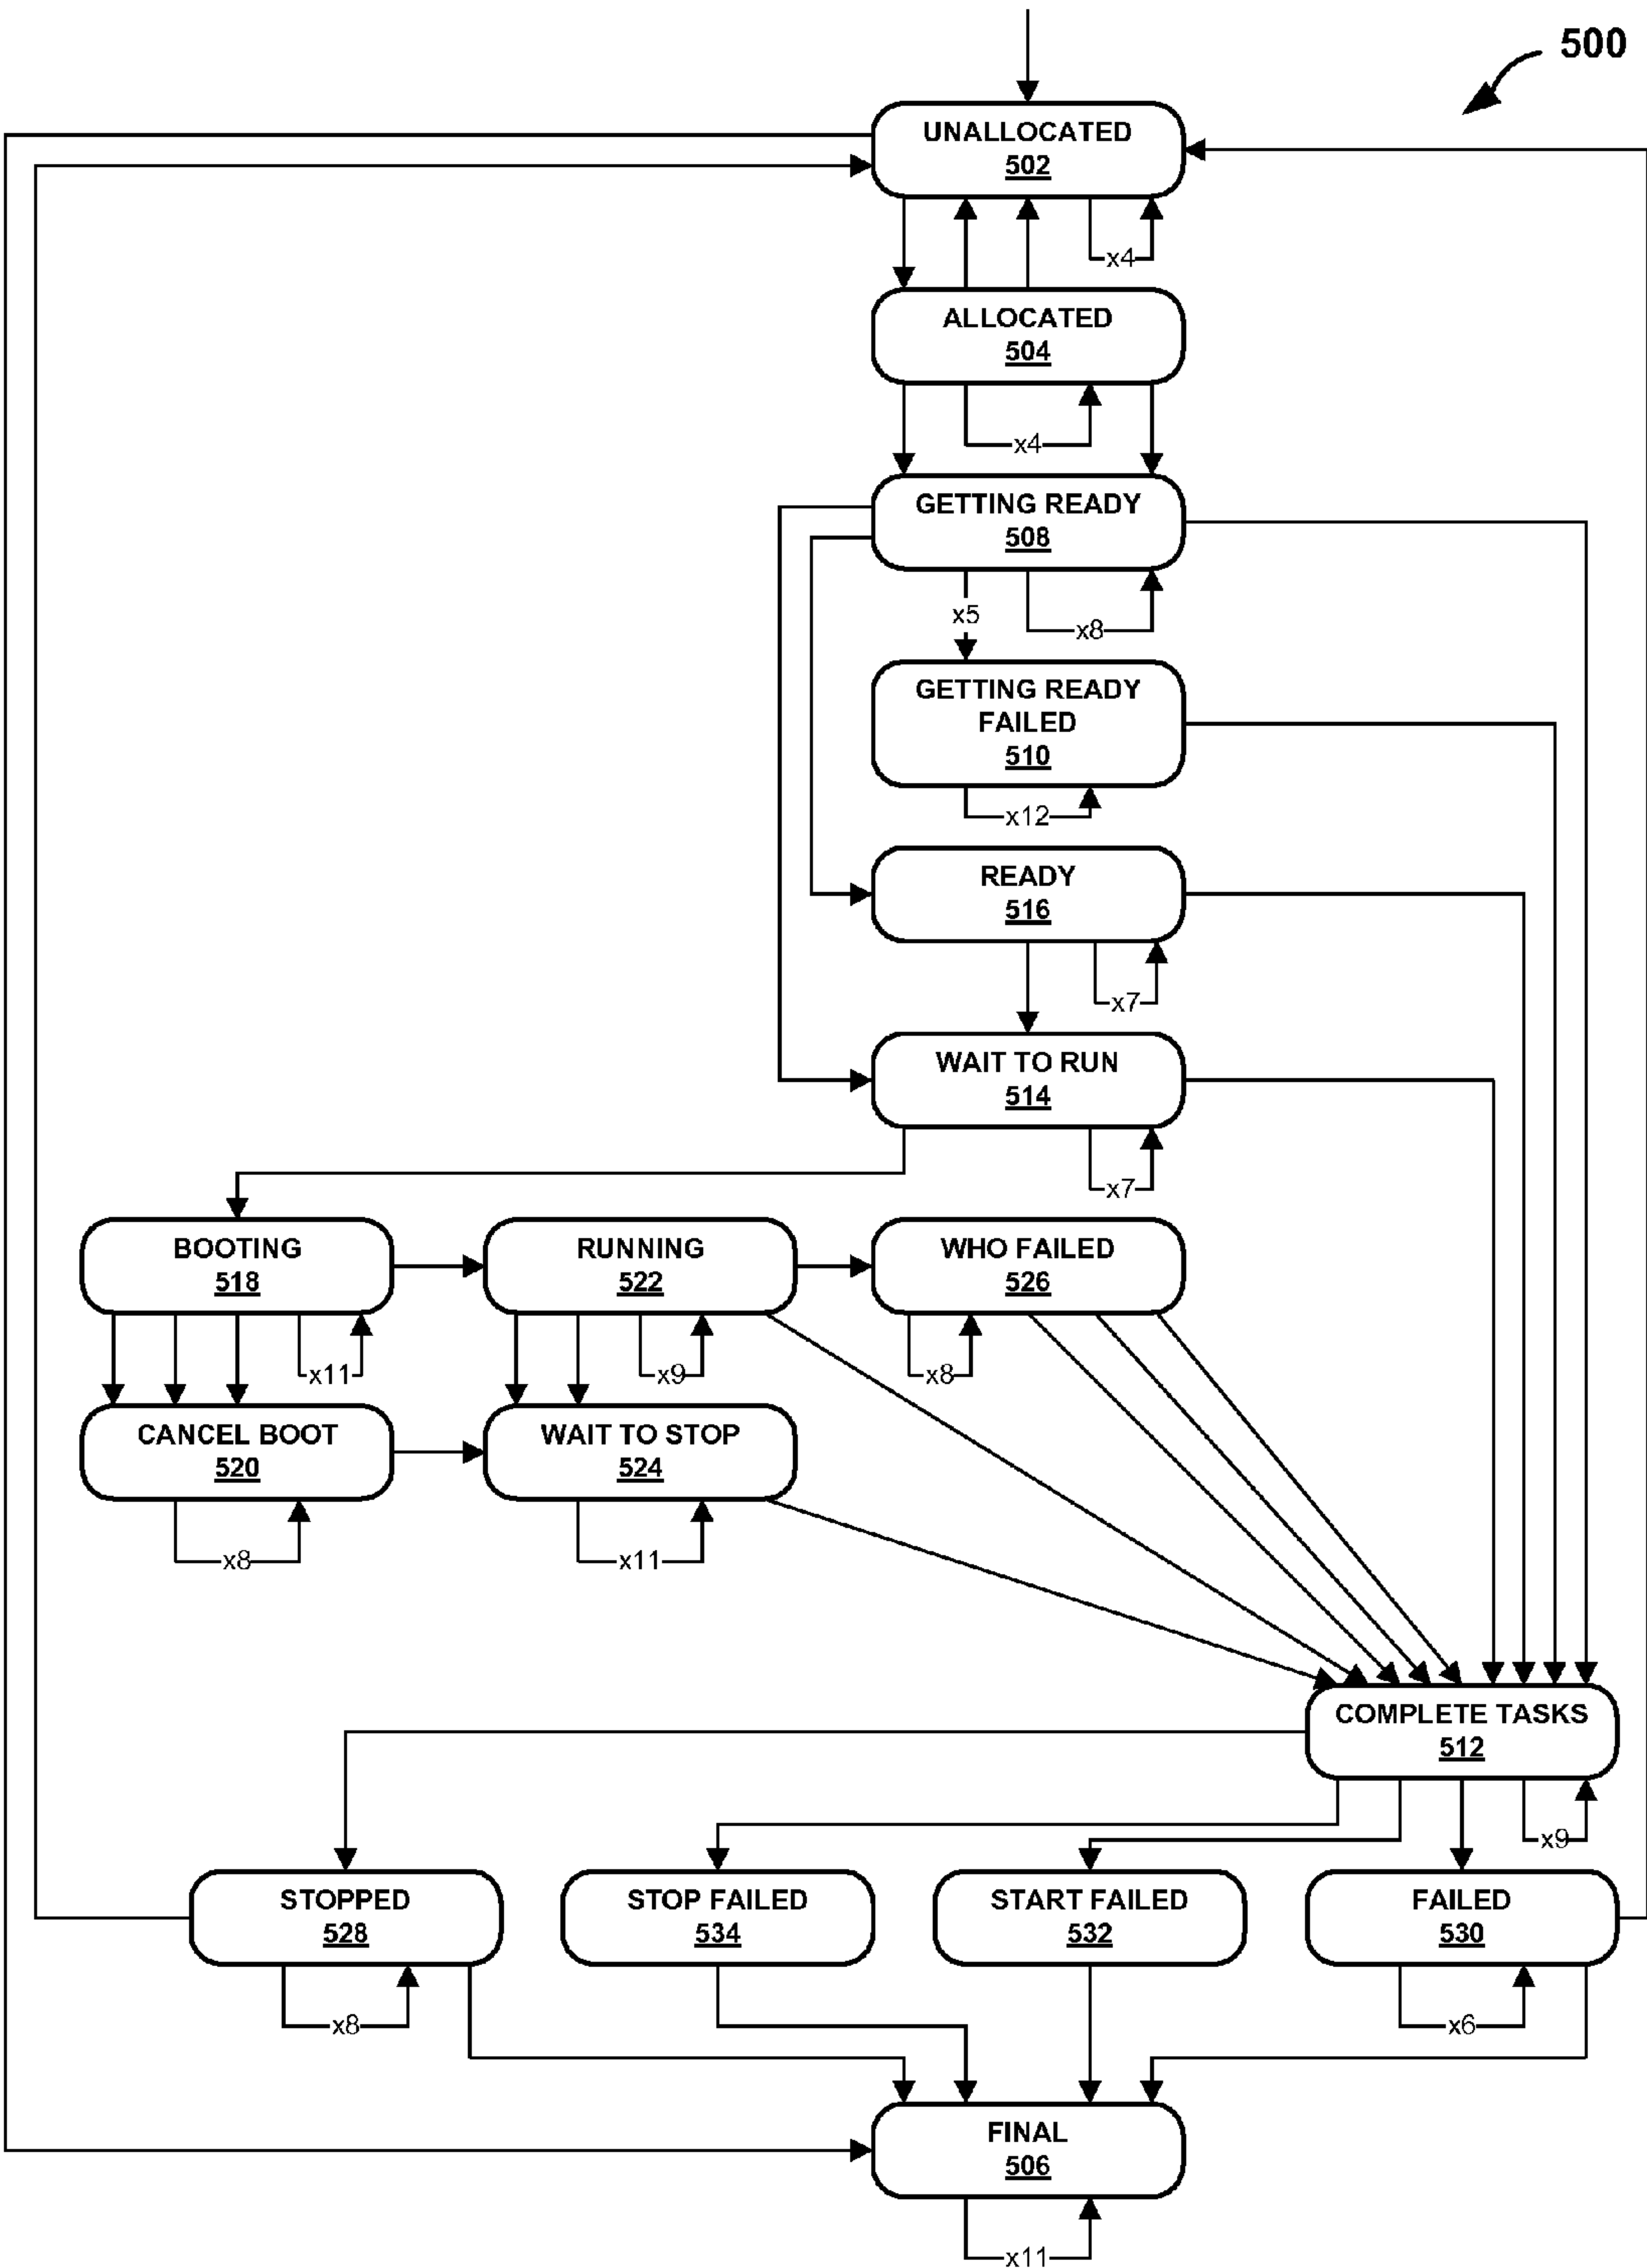 500
UNALLOCATED
502
x4
ALLOCATED
504
x4
GETTING READY
508
x5
x8
GETTING READY
FAILED
510
x12
READY
516
x7
WAIT TO RUN
514
x7
BOOTING
518
x11
RUNNING
522
x9
WHO FAILED
526
x8
CANCEL BOOT
520
x8
WAIT TO STOP
524
x11
COMPLETE TASKS
512
x9
STOPPED
528
x8
STOP FAILED
534
START FAILED
532
FAILED
530
x6
FINAL
506
x11